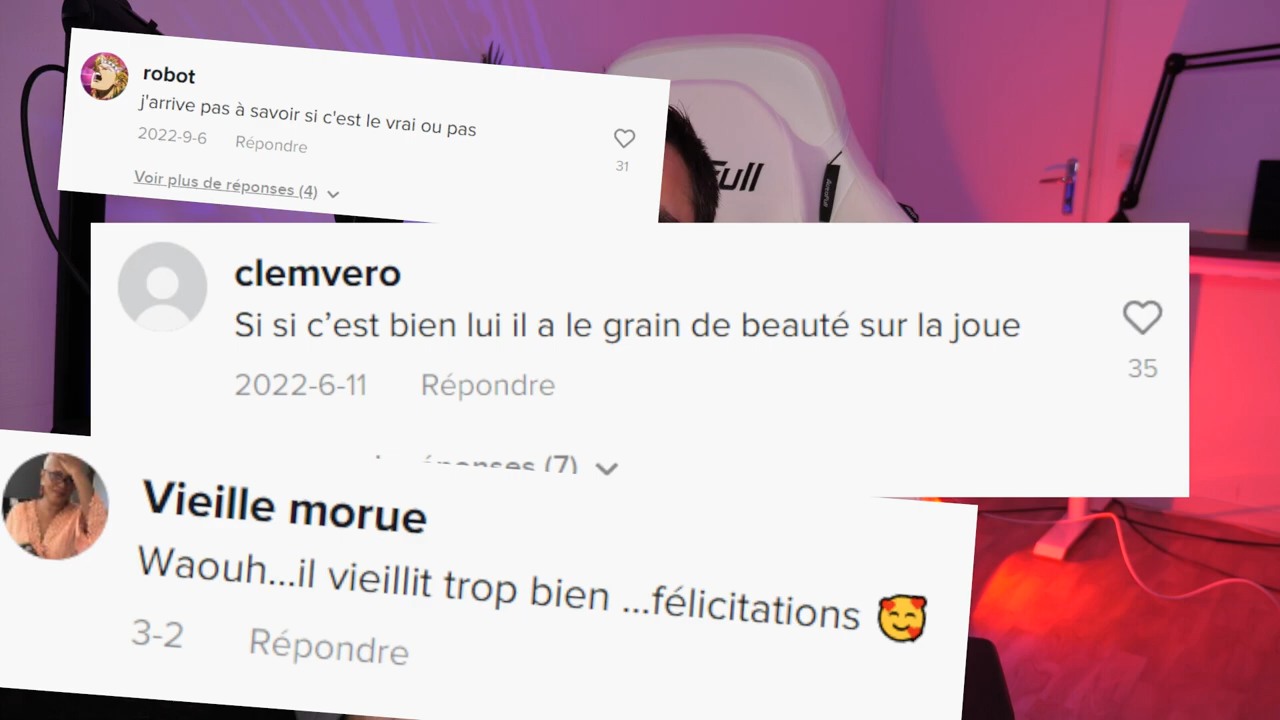 robot
j'arrive pas à savoir si c'est le vrai ou pas
2022-9-6 Répondre
31
Voir plus de réponses (4)
clemvero
Si si c’est bien lui il a le grain de beauté sur la joue
2022-6-11 Répondre
35
(7)
Vieille morue
Waouh...il vieillit trop bien ...félicitations 🥰
3-2 Répondre